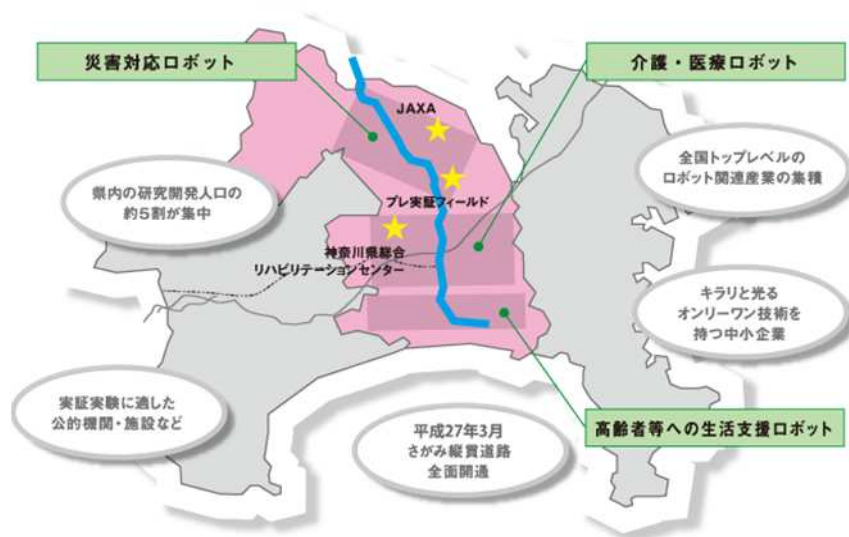 災害対応ロボット
介護・医療ロボット
JAXA
全国トップレベルの
ロボット関連産業の集積
県内の研究開発人口の
約5割が集中
プレ実証フィールド
神奈川県総合
リハビリテーションセンター
キラリと光る
オンリーワン技術を
持つ中小企業
実証実験に適した
公的機関・施設など
平成27年3月
さがみ縦貫道路
全面開通
高齢者等への生活支援ロボット